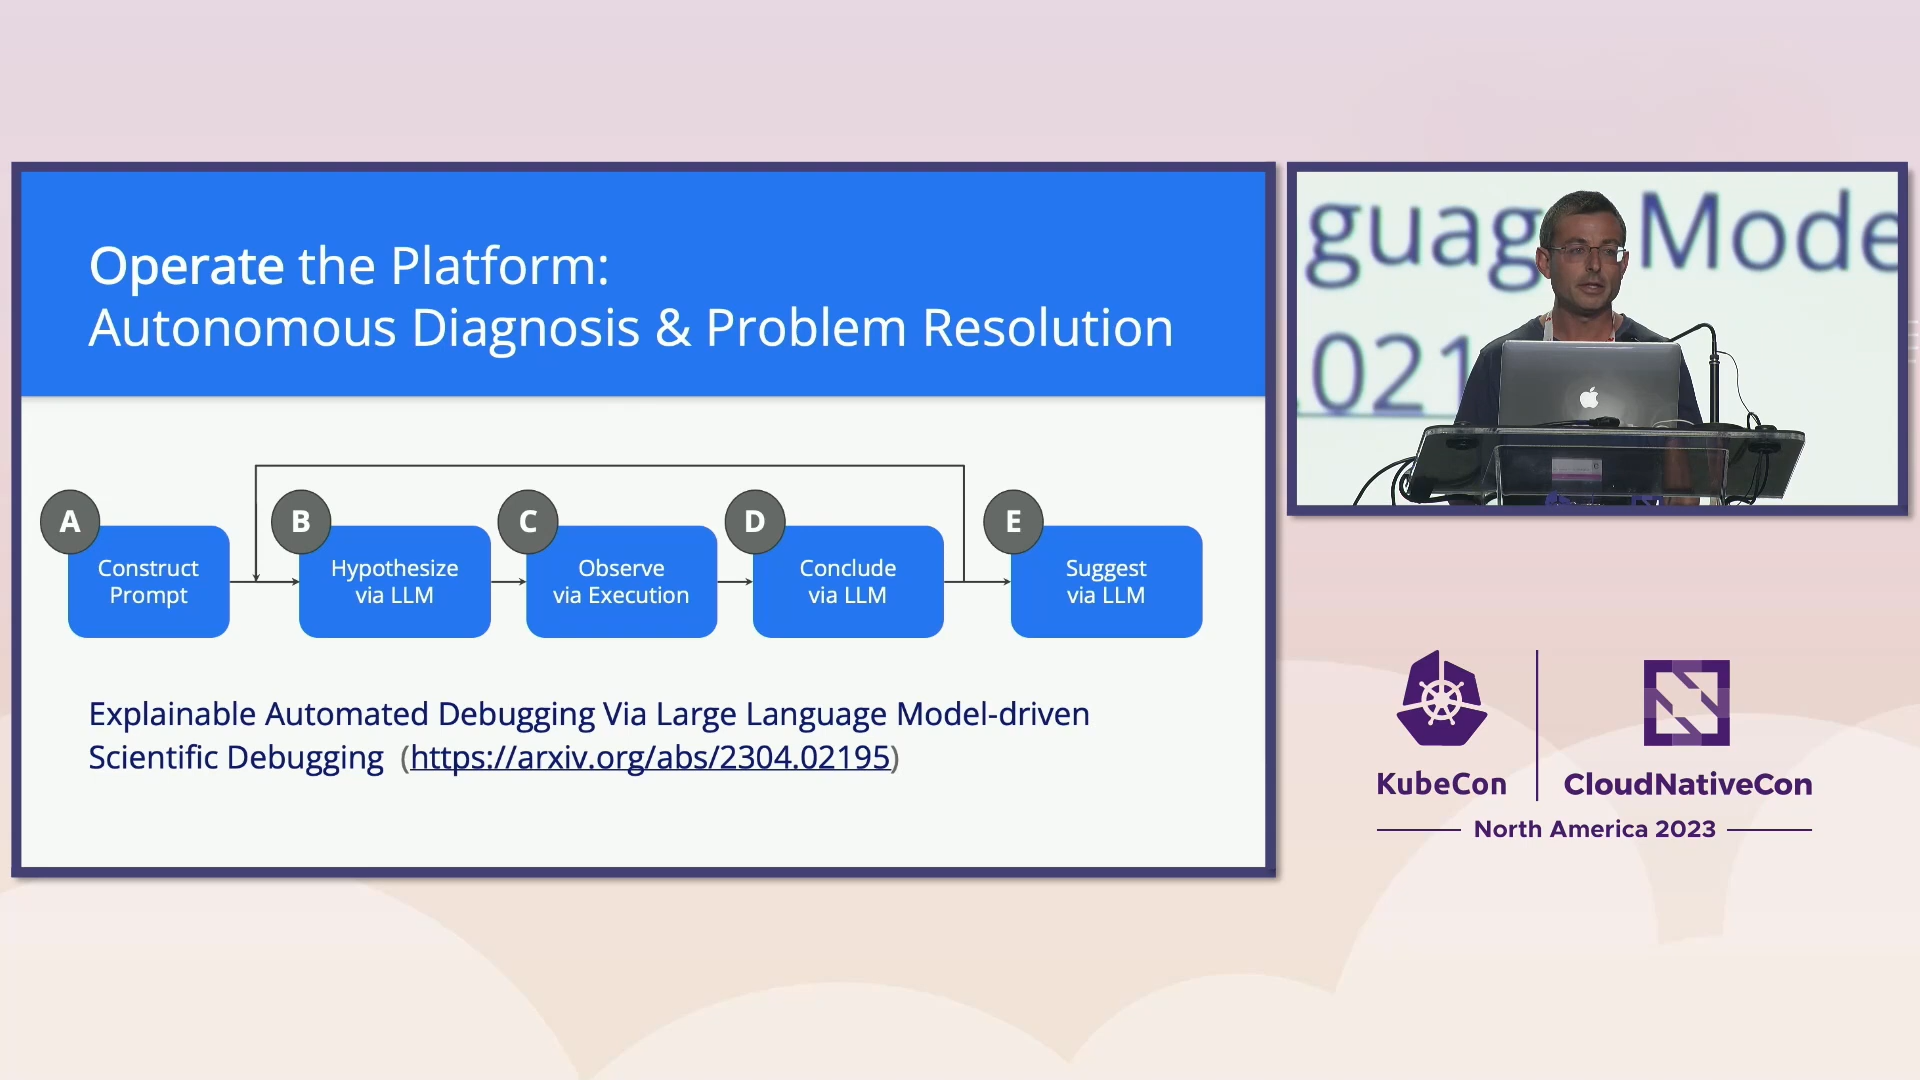 Operate the Platform:
Autonomous Diagnosis & Problem Resolution
A
Construct
Prompt
B
Hypothesize
via LLM
C
Observe
via Execution
D
Conclude
via LLM
E
Suggest
via LLM
Explainable Automated Debugging Via Large Language Model-driven
Scientific Debugging (https://arxiv.org/abs/2304.02195)
guag Mode
021
KubeCon
CloudNativeCon
North America 2023